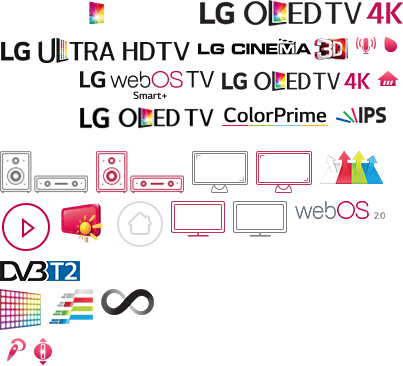 LG OLED TV 4K
LG ULTRA HDTV LG CINEMA 3D
LG webOS TV LG OLED TV 4K
Smart+
LG OLED TV ColorPrime IPS
webOS 2.0
DVB T2